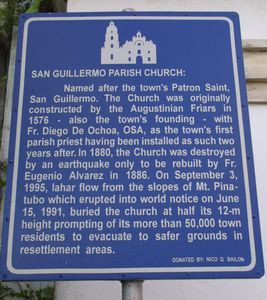 SAN GUILLERMO PARISH CHURCH:
Named after the town's Patron Saint,
San Guillermo. The Church was originally
constructed by the Augustinian Friars in
1576 - also the town's founding - with
Fr. Diego De Ochoa, OSA, as the town's first
parish priest having been installed as such two
years after. In 1880, the Church was destroyed
by an earthquake only to be rebuilt by Fr.
Eugenio Alvarez in 1886. On September 3,
1995, lahar flow from the slopes of Mt. Pina-
tubo which erupted into world notice on June
15, 1991, buried the church at half its 12-m
height prompting of its more than 50,000 town
residents to evacuate to safer grounds in
resettlement areas.
DONATED BY: NICO Q BAILON